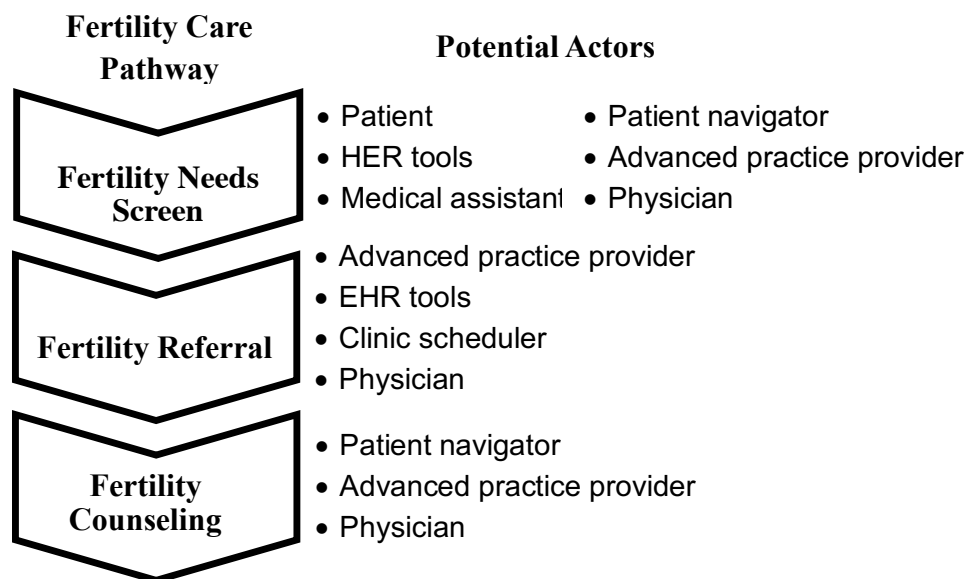 Fertility Care
Pathway
Potential Actors
Fertility Needs
Screen
• Patient
• HER tools
• Medical assistant
• Patient navigator
• Advanced practice provider
• Physician
Fertility Referral
• Advanced practice provider
• EHR tools
• Clinic scheduler
• Physician
Fertility
Counseling
• Patient navigator
• Advanced practice provider
• Physician